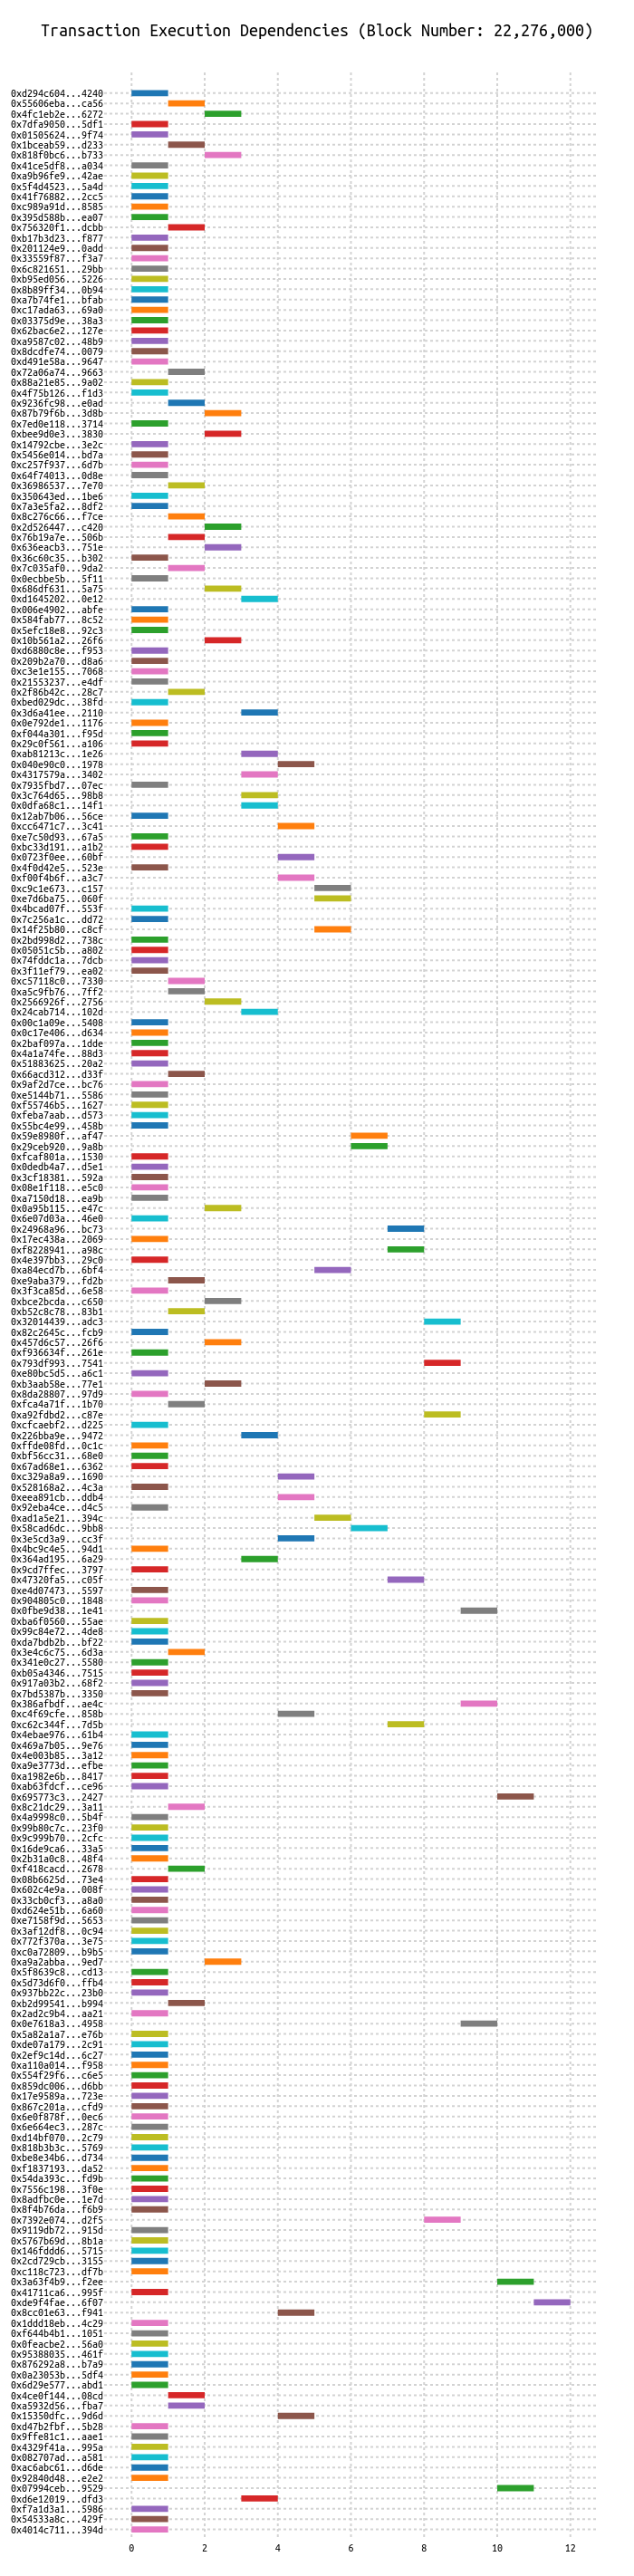 Transaction Execution Dependencies (Block Number: 22,276,000)
0xd294c604...4240
0x55606eba...ca56
0x4fc1eb2e...6272
0x7dfa9050...5df1
0x01505624...9f74
0x1bceab59...d233
0x818f0bc6...b733
0x41ce5df8...a034
0xa9b96fe9...42ae
0x5f4d4523...5a4d
0x41f76882...2cc5
0xc989a91d...8585
0x395d588b...ea07
0x756320f1...dcbb
0xb17b3d23...f877
0x201124e9...0add
0x33559f87...f3a7
0x6c821651...29bb
0xb95ed056...5226
0x8b89ff34...0b94
0xa7b74fe1...bfab
0xc17ada63...69a0
0x03375d9e...38a3
0x62bac6e2...127e
0xa9587c02...48b9
0x8dcdfe74...0079
0xd491e58a...9647
0x72a06a74...9663
0x88a21e85...9a02
0x4f75b126...f1d3
0x9236fc98...e0ad
0x87b79f6b...3d8b
0x7ed0e118...3714
0xbee9d0e3...3830
0x14792cbe...3e2c
0x5456e014...bd7a
0xc257f937...6d7b
0x64f74013...0d8e
0x36986537...7e70
0x350643ed...1be6
0x7a3e5fa2...8df2
0x8c276c66...f7ce
0x2d526447...c420
0x76b19a7e...506b
0x636eacb3...751e
0x36c60c35...b302
0x7c035af0...9da2
0x0ecbbe5b...5f11
0x686df631...5a75
0xd1645202...0e12
0x006e4902...abfe
0x584fab77...8c52
0x5efc18e8...92c3
0x10b561a2...26f6
0xd6880c8e...f953
0x209b2a70...d8a6
0xc3e1e155...7068
0x21553237...e4df
0x2f86b42c...28c7
0xbed029dc...38fd
0x3d6a41ee...2110
0x0e792de1...1176
0xf044a301...f95d
0x29c0f561...a106
0xab81213c...1e26
0x040e90c0...1978
0x4317579a...3402
0x7935fbd7...07ec
0x3c764d65...98b8
0x0dfa68c1...14f1
0x12ab7b06...56ce
0xcc6471c7...3c41
0xe7c50d93...67a5
0xbc33d191...a1b2
0x0723f0ee...60bf
0x4f0d42e5...523e
0xf00f4b6f...a3c7
0xc9c1e673...c157
0xe7d6ba75...060f
0x4bcad07f...553f
0x7c256a1c...dd72
0x14f25b80...c8cf
0x2bd998d2...738c
0x05051c5b...a802
0x74fddc1a...7dcb
0x3f11ef79...ea02
0xc57118c0...7330
0xa5c9fb76...7ff2
0x2566926f...2756
0x24cab714...102d
0x00c1a09e...5408
0x0c17e406...d634
0x2baf097a...1dde
0x4a1a74fe...88d3
0x51883625...20a2
0x66acd312...d33f
0x9af2d7ce...bc76
0xe5144b71...5586
0xf55746b5...1627
0xfeba7aab...d573
0x55bc4e99...458b
0x59e8980f...af47
0x29ceb920...9a8b
0xfcaf801a...1530
0x0dedb4a7...d5e1
0x3cf18381...592a
0x08e1f118...e5c0
0xa7150d18...ea9b
0x0a95b115...e47c
0x6e07d03a...46e0
0x24968a96...bc73
0x17ec438a...2069
0xf8228941...a98c
0x4e397bb3...29c0
0xa84ecd7b...6bf4
0xe9aba379...fd2b
0x3f3ca85d...6e58
0xbce2bcda...c650
0xb52c8c78...83b1
0x32014439...adc3
0x82c2645c...fcb9
0x457d6c57...26f6
0xf936634f...261e
0x793df993...7541
0xe80bc5d5...a6c1
0xb3aab58e...77e1
0x8da28807...97d9
0xfca4a71f...1b70
0xa92fdbd2...c87e
0xcfcaebf2...d225
0x226bba9e...9472
0xffde08fd...0c1c
0xbf56cc31...68e0
0x67ad68e1...6362
0xc329a8a9...1690
0x528168a2...4c3a
0xeea891cb...ddb4
0x92eba4ce...d4c5
0xad1a5e21...394c
0x58cad6dc...9bb8
0x3e5cd3a9...cc3f
0x4bc9c4e5...94d1
0x364ad195...6a29
0x9cd7ffec...3797
0x47320fa5...c05f
0xe4d07473...5597
0x904805c0...1848
0x0fbe9d38...1e41
0xba6f0560...55ae
0x99c84e72...4de8
0xda7bdb2b...bf22
0x3e4c6c75...6d3a
0x341e0c27...5580
0xb05a4346...7515
0x917a03b2...68f2
0x7bd5387b...3350
0x386afbdf...ae4c
0xc4f69cfe...858b
0xc62c344f...7d5b
0x4ebae976...61b4
0x469a7b05...9e76
0x4e003b85...3a12
0xa9e3773d...efbe
0xa1982e6b...8417
0xab63fdcf...ce96
0x695773c3...2427
0x8c21dc29...3a11
0x4a9998c0...5b4f
0x99b80c7c...23f0
0x9c999b70...2cfc
0x16de9ca6...33a5
0x2b31a0c8...48f4
0xf418cacd...2678
0x08b6625d...73e4
0x602c4e9a...008f
0x33cb0cf3...a8a0
0xd624e51b...6a60
0xe7158f9d...5653
0x3af12df8...0c94
0x772f370a...3e75
0xc0a72809...b9b5
0xa9a2abba...9ed7
0x5f8639c8...cd13
0x5d73d6f0...ffb4
0x937bb22c...23b0
0xb2d99541...b994
0x2ad2c9b4...aa21
0x0e7618a3...4958
0x5a82a1a7...e76b
0xde07a179...2c91
0x2ef9c14d...6c27
0xa110a014...f958
0x554f29f6...c6e5
0x859dc006...d6bb
0x17e9589a...723e
0x867c201a...cfd9
0x6e0f878f...0ec6
0x6e664ec3...287c
0xd14bf070...2c79
0x818b3b3c...5769
0xbe8e34b6...d734
0xf1837193...da52
0x54da393c...fd9b
0x7556c198...3f0e
0x8adfbc0e...1e7d
0x8f4b76da...f6b9
0x7392e074...d2f5
0x9119db72...915d
0x5767b69d...8b1a
0x146fddd6...5715
0x2cd729cb...3155
0xc118c723...df7b
0x3a63f4b9...f2ee
0x41711ca6...995f
0xde9f4fae...6f07
0x8cc01e63...f941
0x1ddd18eb...4c29
0xf644b4b1...1051
0x0feacbe2...56a0
0x95388035...461f
0x876292a8...b7a9
0x0a23053b...5df4
0x6d29e577...abd1
0x4ce0f144...08cd
0xa5932d56...fba7
0x15350dfc...9d6d
0xd47b2fbf...5b28
0x9ffe81c1...aae1
0x4329f41a...995a
0x082707ad...a581
0xac6abc61...d6de
0x92840d48...e2e2
0x07994ceb...9529
0xd6e12019...dfd3
0xf7a1d3a1...5986
0x54533a8c...429f
0x4014c711...394d
0 2 4 6 8 10 12